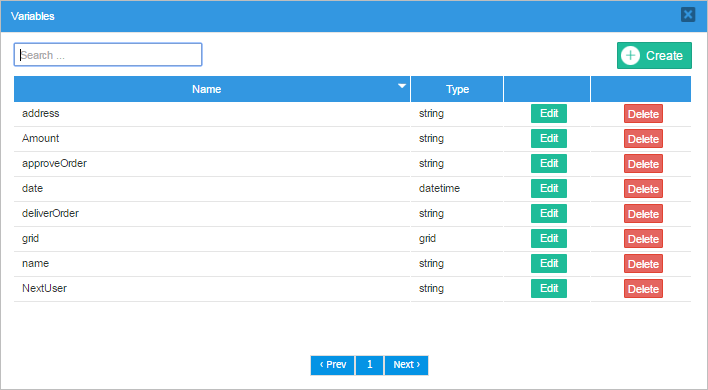 Variables
Search ...
Create
Name Type
address string Edit Delete
Amount string Edit Delete
approveOrder string Edit Delete
date datetime Edit Delete
deliverOrder string Edit Delete
grid grid Edit Delete
name string Edit Delete
NextUser string Edit Delete
‹ Prev 1 Next ›